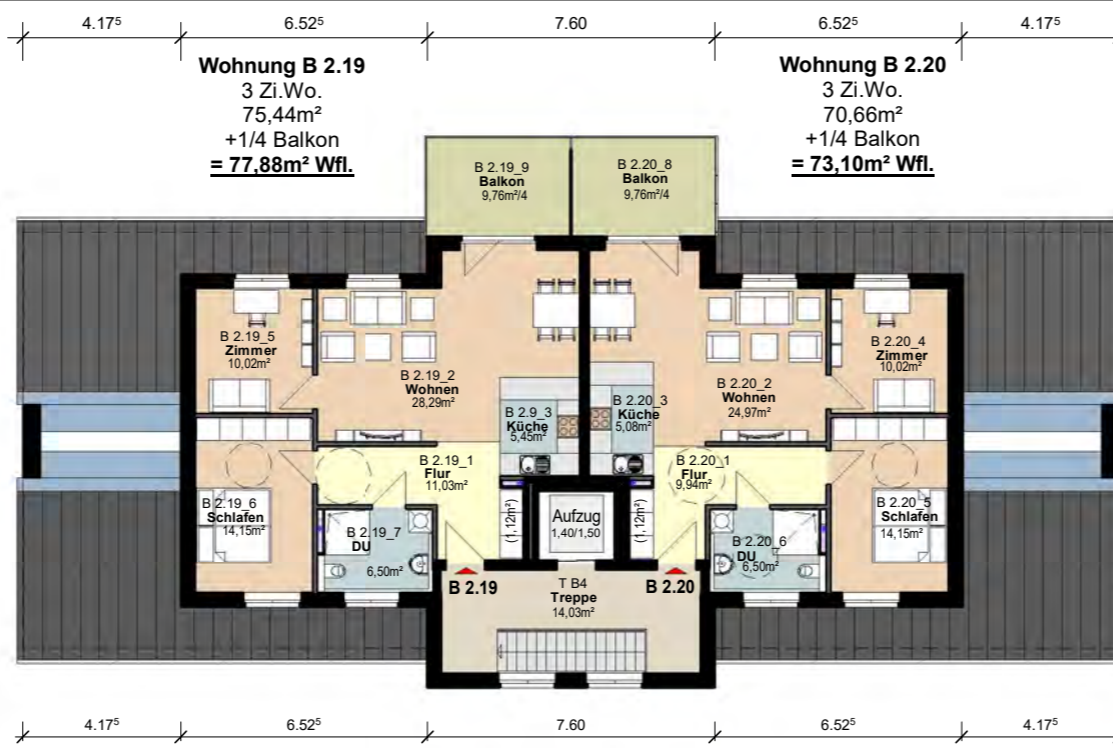 4.17⁵ 6.52⁵ 7.60 6.52⁵ 4.17⁵
Wohnung B 2.19
3 Zi.Wo.
75,44m²
+1/4 Balkon
= 77,88m² Wfl.
Wohnung B 2.20
3 Zi.Wo.
70,66m²
+1/4 Balkon
= 73,10m² Wfl.
B 2.19_9
Balkon
9,76m²/4
B 2.20_8
Balkon
9,76m²/4
B 2.19_5
Zimmer
10,02m²
B 2.19_2
Wohnen
28,29m²
B 2.9_3
Küche
5,45m²
B 2.20_3
Küche
5,08m²
B 2.20_2
Wohnen
24,97m²
B 2.20_4
Zimmer
10,02m²
B 2.19_6
Schlafen
14,15m²
B 2.19_1
Flur
11,03m²
B 2.19_7
DU
6,50m²
(1,12m²)
Aufzug
1,40/1,50
(1,12m²)
B 2.20_1
Flur
9,94m²
B 2.20_6
DU
6,50m²
B 2.20_5
Schlafen
14,15m²
B 2.19
T B4
Treppe
14,03m²
B 2.20
4.17⁵ 6.52⁵ 7.60 6.52⁵ 4.17⁵